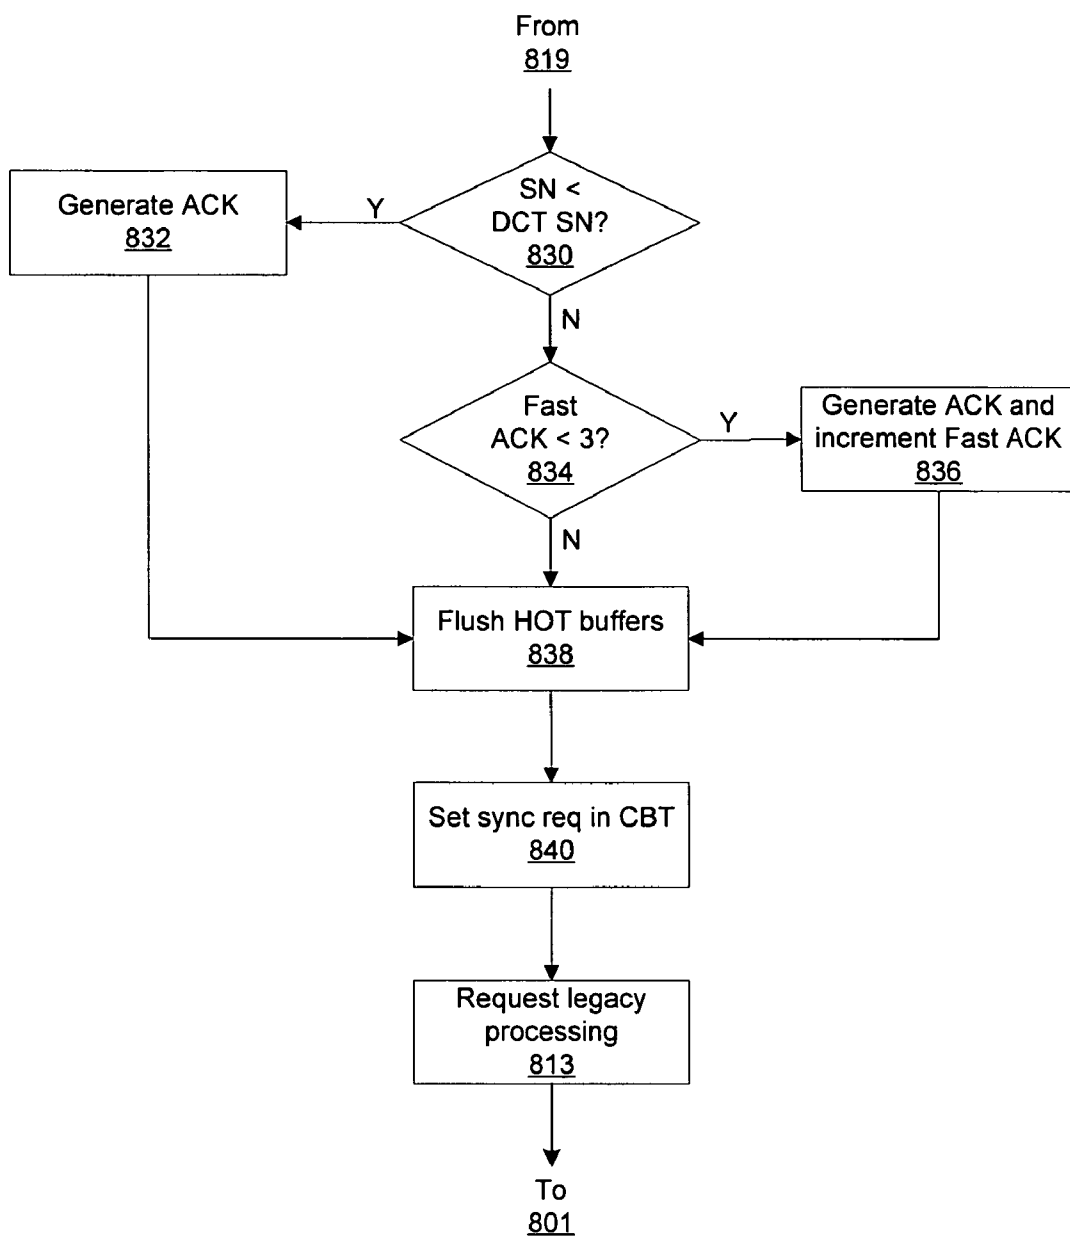 From
819
SN <
DCT SN?
830
Y
Generate ACK
832
N
Fast
ACK < 3?
834
Y
Generate ACK and
increment Fast ACK
836
N
Flush HOT buffers
838
Set sync req in CBT
840
Request legacy
processing
813
To
801